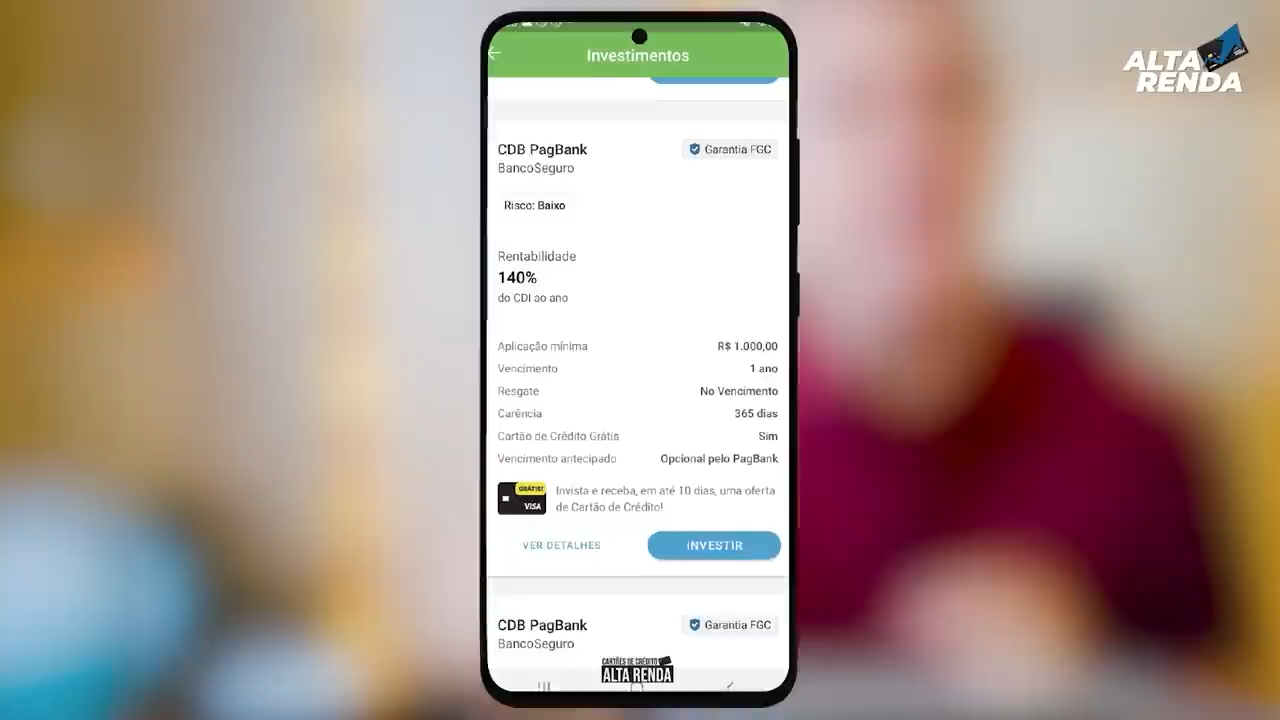 Investimentos
ALTA
RENDA
CDB PagBank
Garantia FGC
BancoSeguro
Risco: Baixo
Rentabilidade
140%
do CDI ao ano
Aplicação mínima R$ 1.000,00
Vencimento 1 ano
Resgate No Vencimento
Carência 365 dias
Cartão de Crédito Grátis Sim
Vencimento antecipado Opcional pelo PagBank
GRÁTIS!
VISA
Invista e receba, em até 10 dias, uma oferta
de Cartão de Crédito!
VER DETALHES INVESTIR
CDB PagBank
Garantia FGC
BancoSeguro
CARTÕES DE CRÉDITO
ALTA RENDA